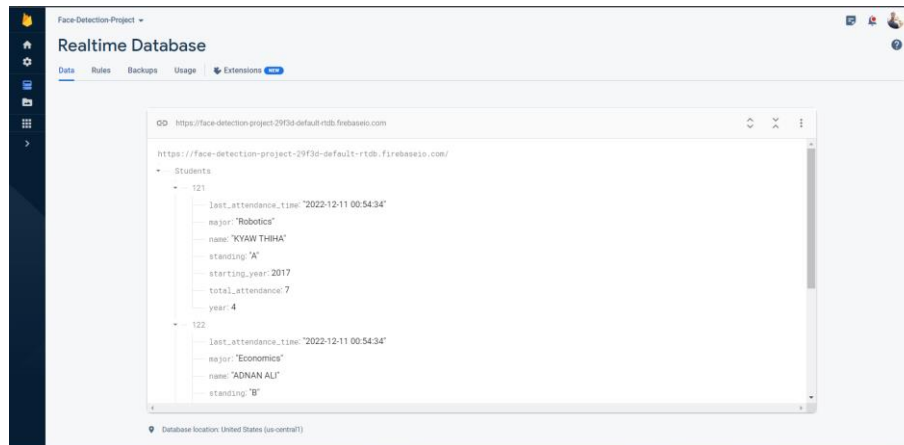 Face-Detection-Project
Realtime Database
Data Rules Backups Usage Extensions NEW
https://face-detection-project-29f3d-default-rtdb.firebaseio.com
https://face-detection-project-29f3d-default-rtdb.firebaseio.com/
Students
121
last_attendance_time: "2022-12-11 00:54:34"
major: "Robotics"
name: "KYAW THIHA"
standing: "A"
starting_year: 2017
total_attendance: 7
year: 4
122
last_attendance_time: "2022-12-11 00:54:34"
major: "Economics"
name: "ADNAN ALI"
standing: "B"
Database location: United States (us-central1)